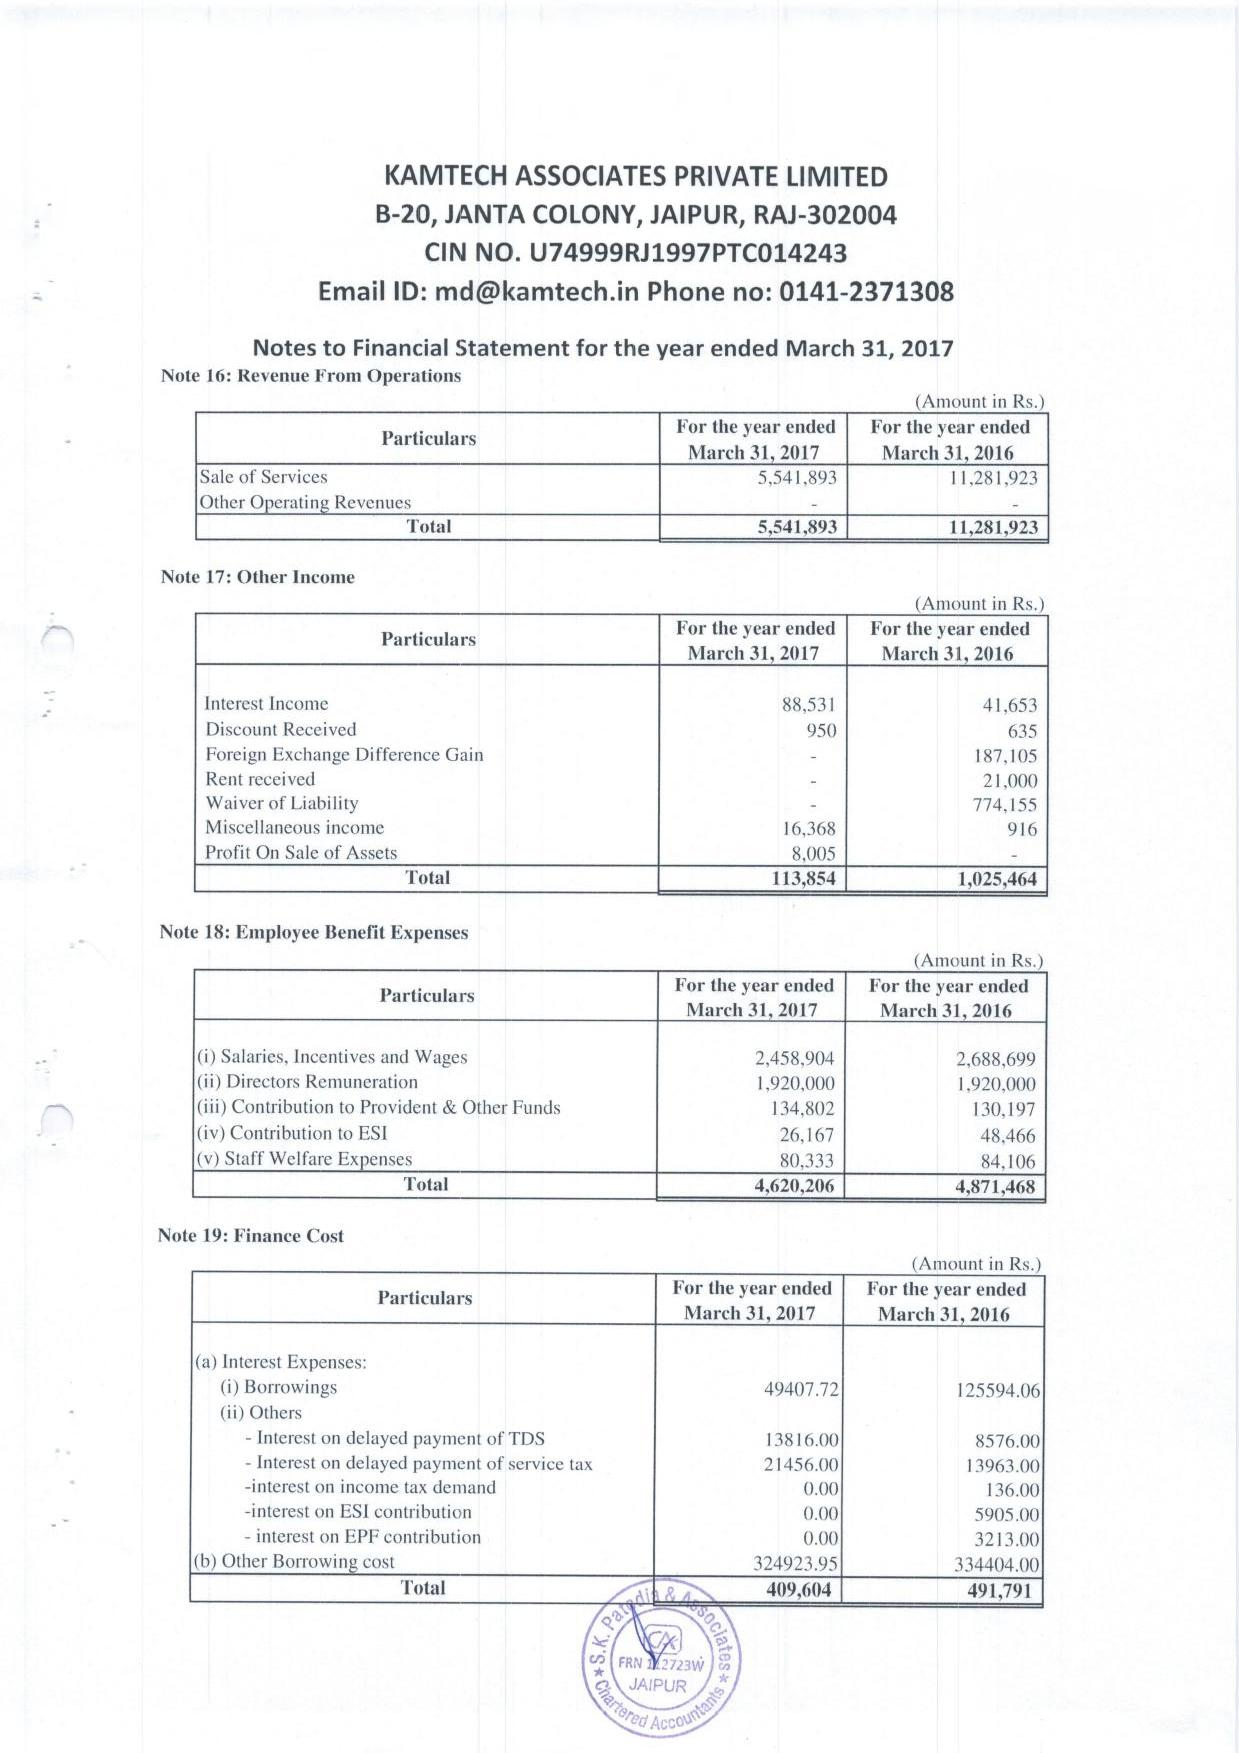 KAMTECH ASSOCIATES PRIVATE LIMITED
B-20, JANTA COLONY, JAIPUR, RAJ-302004
CIN NO. U74999RJ1997PTC014243
Email ID: md@kamtech.in Phone no: 0141-2371308
Notes to Financial Statement for the year ended March 31, 2017
Note 16: Revenue From Operations
(Amount in Rs.)
Particulars For the year ended March 31, 2017 For the year ended March 31, 2016
Sale of Services 5,541,893 11,281,923
Other Operating Revenues - -
Total 5,541,893 11,281,923
Note 17: Other Income
(Amount in Rs.)
Particulars For the year ended March 31, 2017 For the year ended March 31, 2016
Interest Income 88,531 41,653
Discount Received 950 635
Foreign Exchange Difference Gain - 187,105
Rent received - 21,000
Waiver of Liability - 774,155
Miscellaneous income 16,368 916
Profit On Sale of Assets 8,005 -
Total 113,854 1,025,464
Note 18: Employee Benefit Expenses
(Amount in Rs.)
Particulars For the year ended March 31, 2017 For the year ended March 31, 2016
(i) Salaries, Incentives and Wages 2,458,904 2,688,699
(ii) Directors Remuneration 1,920,000 1,920,000
(iii) Contribution to Provident & Other Funds 134,802 130,197
(iv) Contribution to ESI 26,167 48,466
(v) Staff Welfare Expenses 80,333 84,106
Total 4,620,206 4,871,468
Note 19: Finance Cost
(Amount in Rs.)
Particulars For the year ended March 31, 2017 For the year ended March 31, 2016
(a) Interest Expenses:
(i) Borrowings 49407.72 125594.06
(ii) Others
- Interest on delayed payment of TDS 13816.00 8576.00
- Interest on delayed payment of service tax 21456.00 13963.00
-interest on income tax demand 0.00 136.00
-interest on ESI contribution 0.00 5905.00
- interest on EPF contribution 0.00 3213.00
(b) Other Borrowing cost 324923.95 334404.00
Total 409,604 491,791
S.K. Patodia & Associates
CA
FRN 112723W
JAIPUR
Chartered Accountants